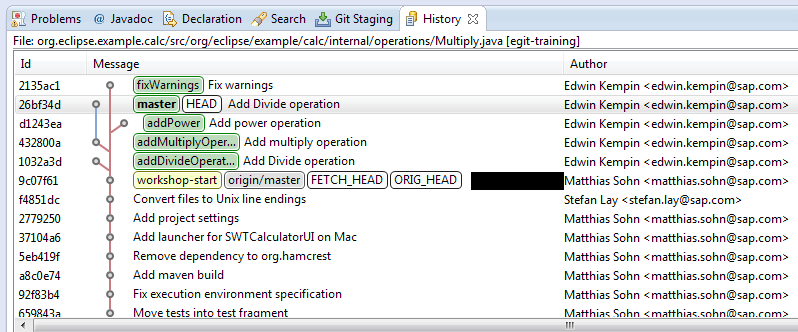 Problems @ Javadoc Declaration Search Git Staging History
File: org.eclipse.example.calc/src/org/eclipse/example/calc/internal/operations/Multiply.java [egit-training]
Id Message Author
2135ac1 fixWarnings Fix warnings Edwin Kempin <edwin.kempin@sap.com>
26bf34d master HEAD Add Divide operation Edwin Kempin <edwin.kempin@sap.com>
d1243ea addPower Add power operation Edwin Kempin <edwin.kempin@sap.com>
432800a addMultiplyOper... Add multiply operation Edwin Kempin <edwin.kempin@sap.com>
1032a3d addDivideOperat... Add Divide operation Edwin Kempin <edwin.kempin@sap.com>
9c07f61 workshop-start origin/master FETCH_HEAD ORIG_HEAD Matthias Sohn <matthias.sohn@sap.com>
f4851dc Convert files to Unix line endings Stefan Lay <stefan.lay@sap.com>
2779250 Add project settings Matthias Sohn <matthias.sohn@sap.com>
37104a6 Add launcher for SWTCalculatorUI on Mac Matthias Sohn <matthias.sohn@sap.com>
5eb419f Remove dependency to org.hamcrest Matthias Sohn <matthias.sohn@sap.com>
a8c0e74 Add maven build Matthias Sohn <matthias.sohn@sap.com>
92f83b4 Fix execution environment specification Matthias Sohn <matthias.sohn@sap.com>
659843a Move tests into test fragment Matthias Sohn <matthias.sohn@sap.com>